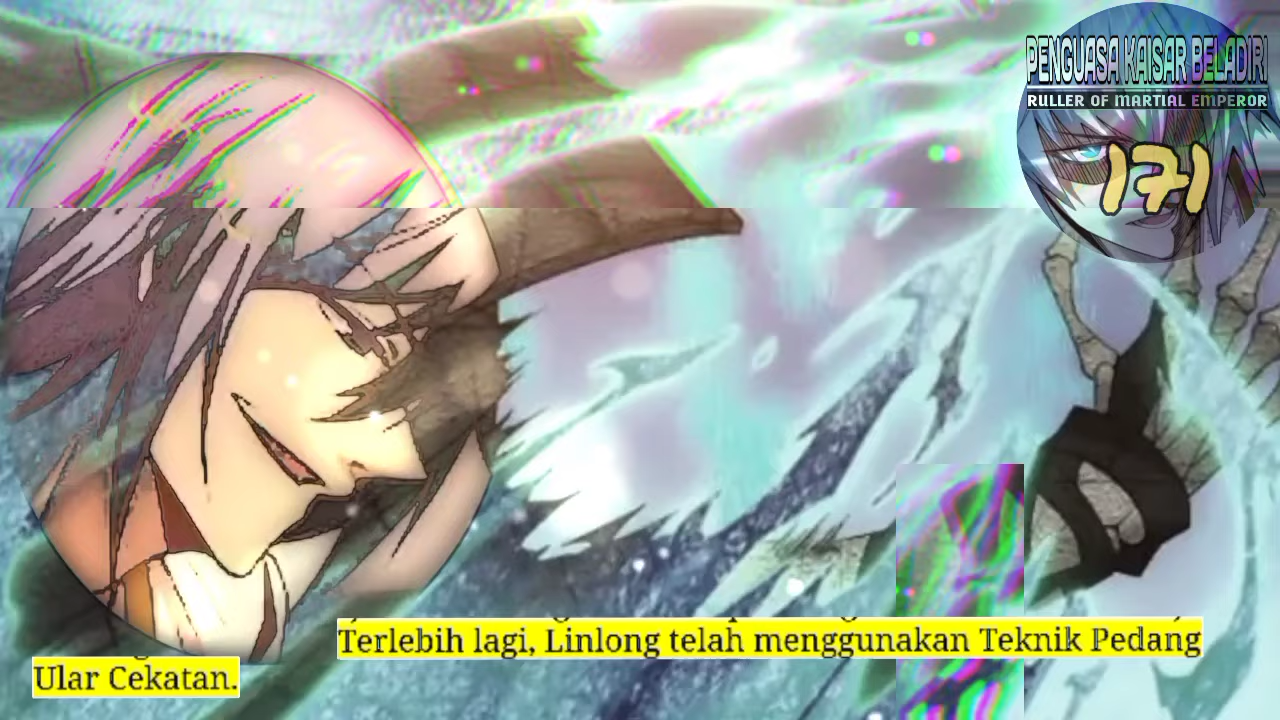 PENGUASA KAISAR BELADIRI
RULLER OF MARTIAL EMPEROR
171
Terlebih lagi, Linlong telah menggunakan Teknik Pedang
Ular Cekatan.